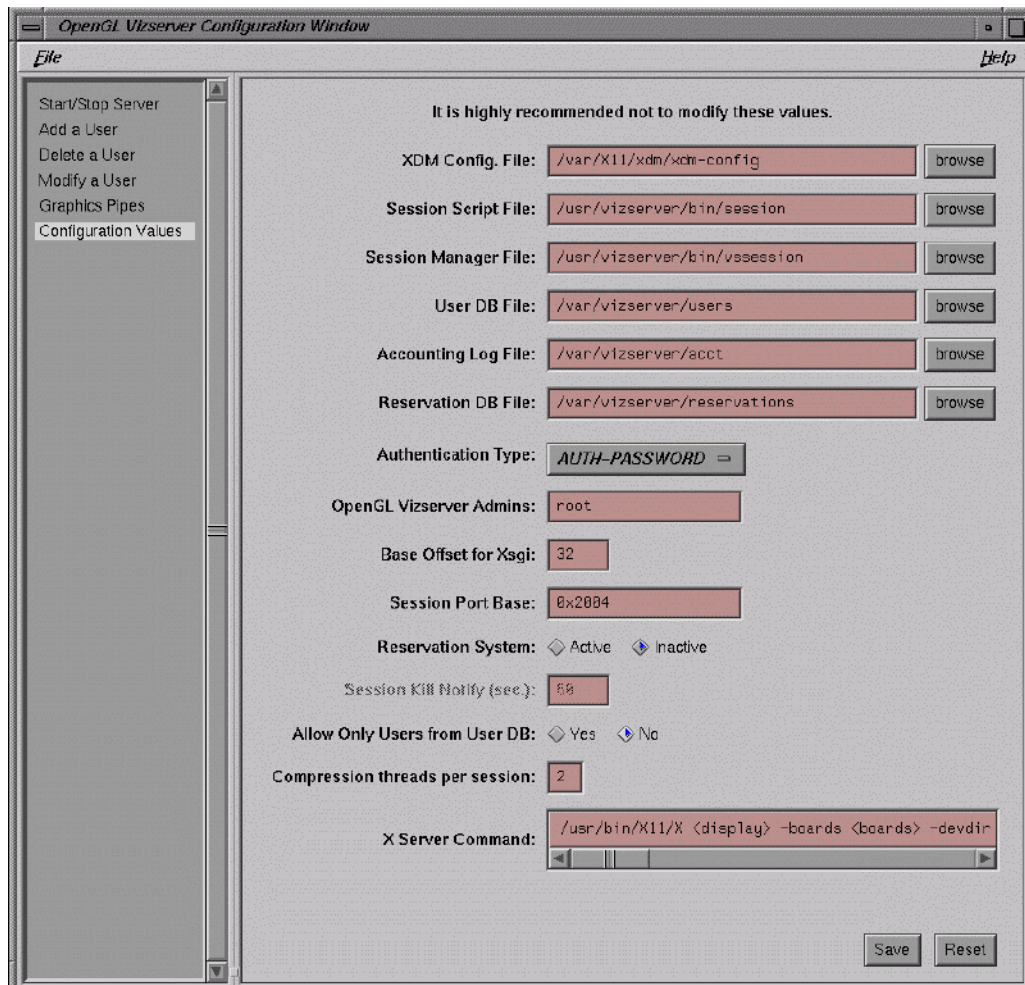 OpenGL Vizserver Configuration Window
File Help
Start/Stop Server
Add a User
Delete a User
Modify a User
Graphics Pipes
Configuration Values
It is highly recommended not to modify these values.
XDM Config. File: /var/X11/xdm/xdm-config browse
Session Script File: /usr/vizserver/bin/session browse
Session Manager File: /usr/vizserver/bin/vssession browse
User DB File: /var/vizserver/users browse
Accounting Log File: /var/vizserver/acct browse
Reservation DB File: /var/vizserver/reservations browse
Authentication Type: AUTH-PASSWORD
OpenGL Vizserver Admins: root
Base Offset for Xsgi: 32
Session Port Base: 0x2004
Reservation System: Active Inactive
Session Kill Notify (sec.): 60
Allow Only Users from User DB: Yes No
Compression threads per session: 2
X Server Command: /usr/bin/X11/X <display> -boards <boards> -devdir
Save Reset